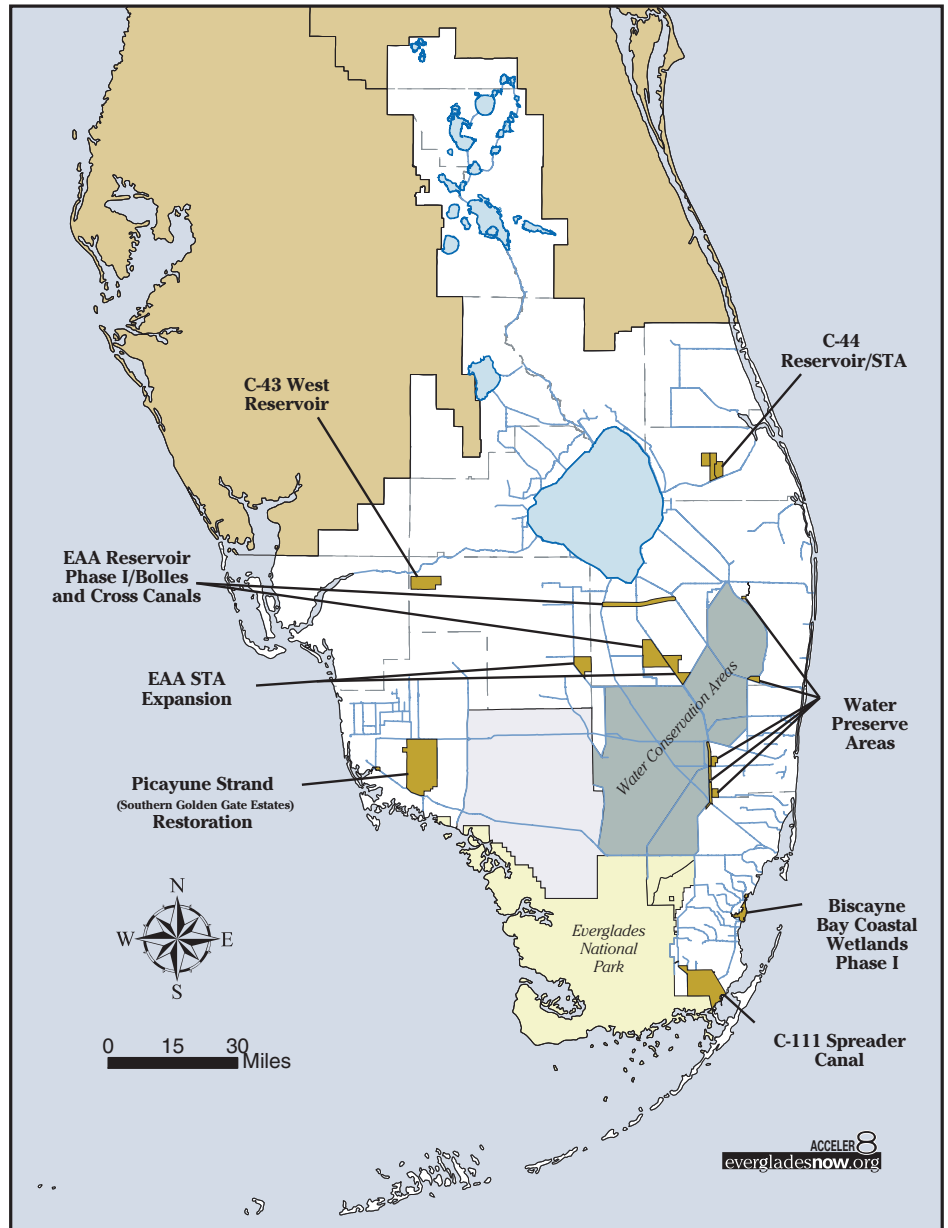 C-44
Reservoir/STA
C-43 West
Reservoir
EAA Reservoir
Phase I/Bolles
and Cross Canals
EAA STA
Expansion
Water Conservation Areas
Water
Preserve
Areas
Picayune Strand
(Southern Golden Gate Estates)
Restoration
N
W E
S
Everglades
National
Park
Biscayne
Bay Coastal
Wetlands
Phase I
C-111 Spreader
Canal
0 15 30
Miles
ACCELER8
evergladesnow.org